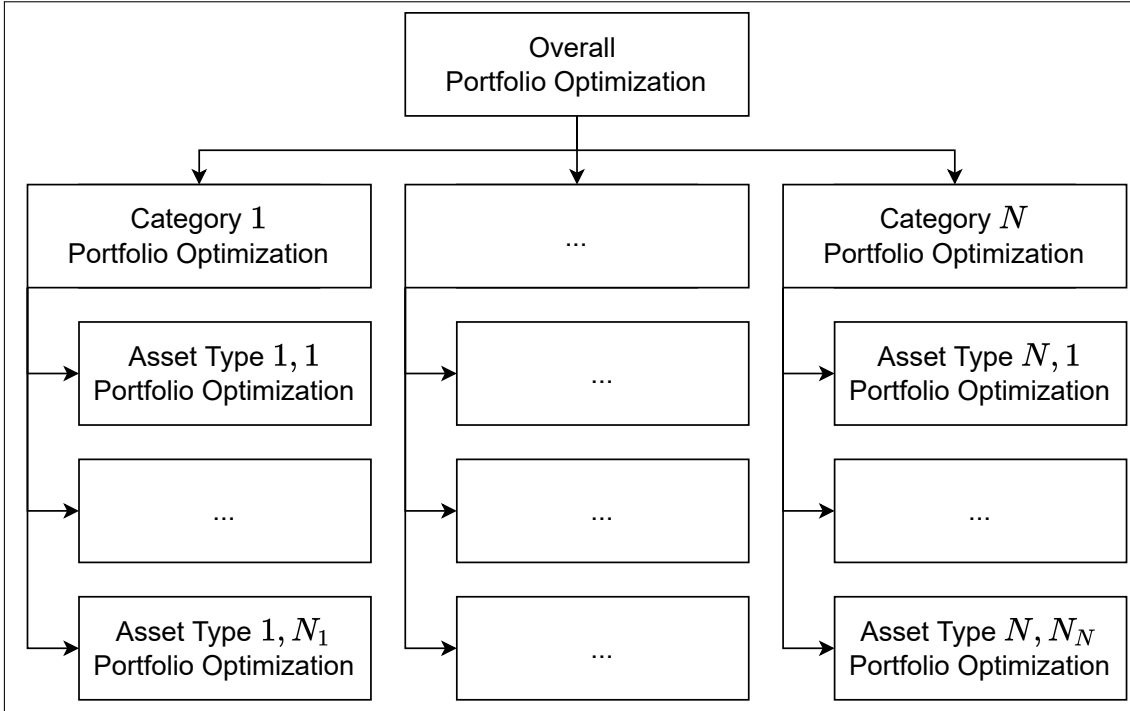 Overall
Portfolio Optimization
Category 1
Portfolio Optimization
...
Category N
Portfolio Optimization
Asset Type 1, 1
Portfolio Optimization
...
Asset Type N, 1
Portfolio Optimization
...
...
...
Asset Type 1, N₁
Portfolio Optimization
...
Asset Type N, N_N
Portfolio Optimization